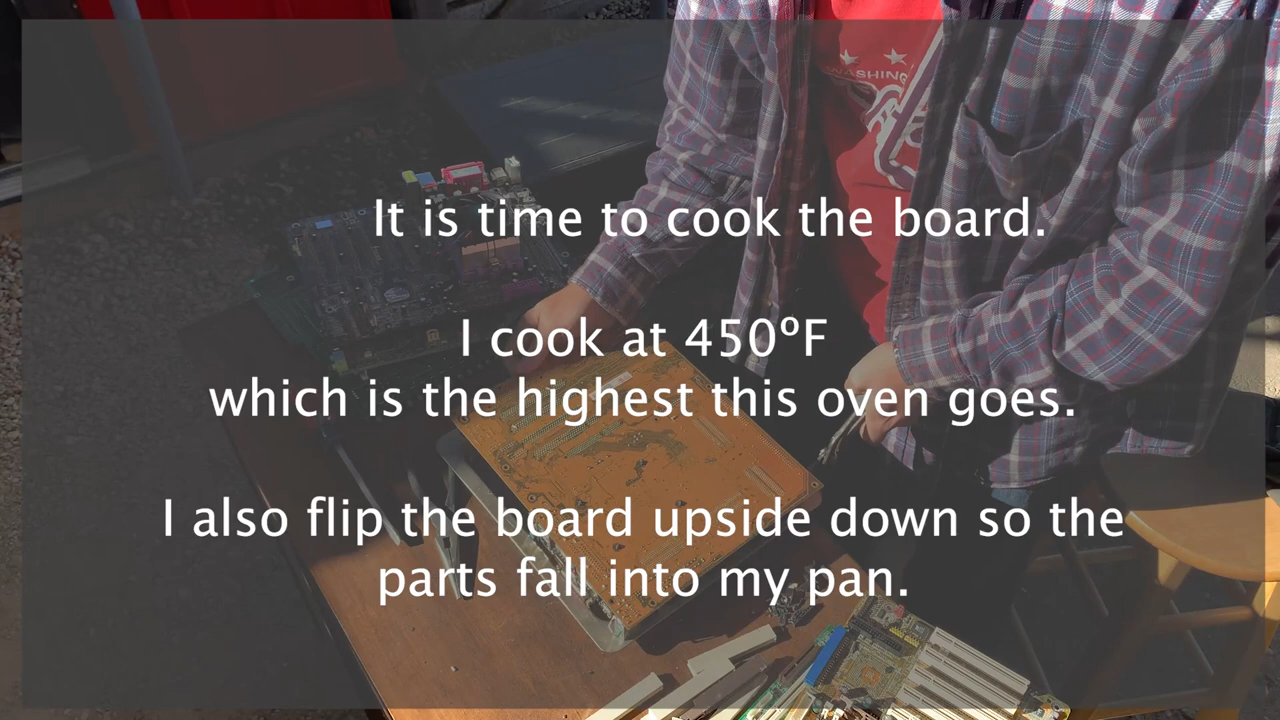 WASHING
It is time to cook the board.
I cook at 450ºF
which is the highest this oven goes.
I also flip the board upside down so the
parts fall into my pan.